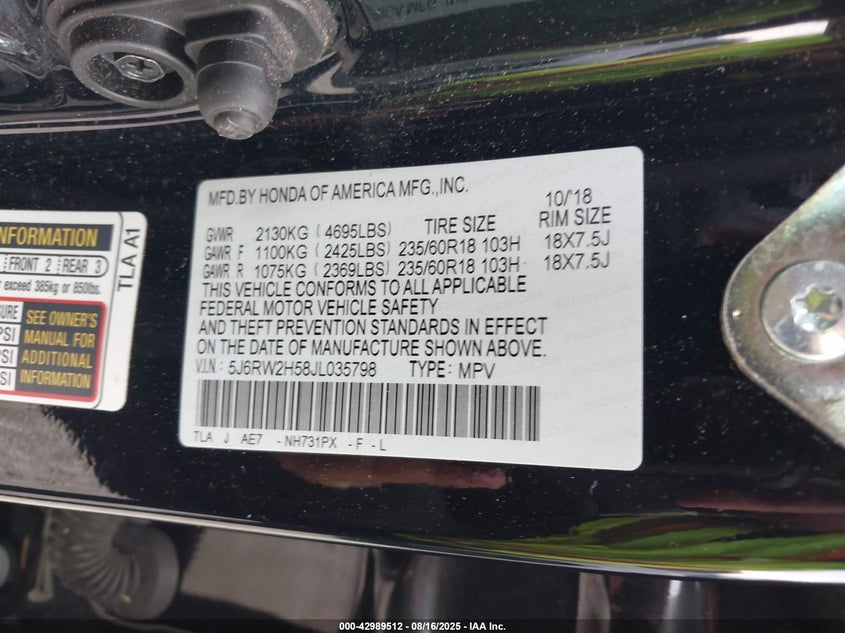 MFD.BY HONDA OF AMERICA MFG.,INC. 10/'18
GVWR 2130KG (4695LBS) TIRE SIZE RIM SIZE
GAWR F 1100KG (2425LBS) 235/60R18 103H 18X7.5J
GAWR R 1075KG (2369LBS) 235/60R18 103H 18X7.5J
THIS VEHICLE CONFORMS TO ALL APPLICABLE
FEDERAL MOTOR VEHICLE SAFETY
AND THEFT PREVENTION STANDARDS IN EFFECT
ON THE DATE OF MANUFACTURE SHOWN ABOVE.
V.I.N.: 5J6RW2H58JL035798 TYPE: MPV
TLA J AE7 -NH731PX -F -L
FRONT 2 REAR 3
exceed 385kg or 850lbs.
SEE OWNER'S
MANUAL FOR
ADDITIONAL
INFORMATION
TLA A1
000-42989512 - 08/16/2025 - IAA Inc.